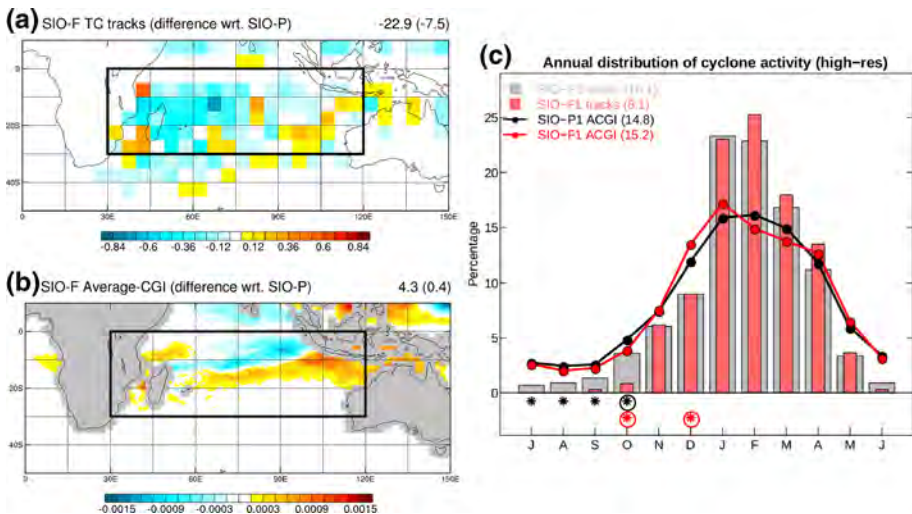 (a)
SIO-F TC tracks (difference wrt. SIO-P) -22.9 (-7.5)
0
20S
40S
0 30E 60E 90E 120E 150E
-0.84 -0.6 -0.36 -0.12 0.12 0.36 0.6 0.84
(b)
SIO-F Average-CGI (difference wrt. SIO-P) 4.3 (0.4)
0
20S
40S
0 30E 60E 90E 120E 150E
-0.0015 -0.0009 -0.0003 0.0003 0.0009 0.0015
(c)
Annual distribution of cyclone activity (high-res)
tracks
SIO-F1 tracks
SIO-P1 ACGI (14.8)
SIO-F1 ACGI (15.2)
Percentage
25
20
15
10
5
0
* * * *
* *
J A S O N D J F M A M J